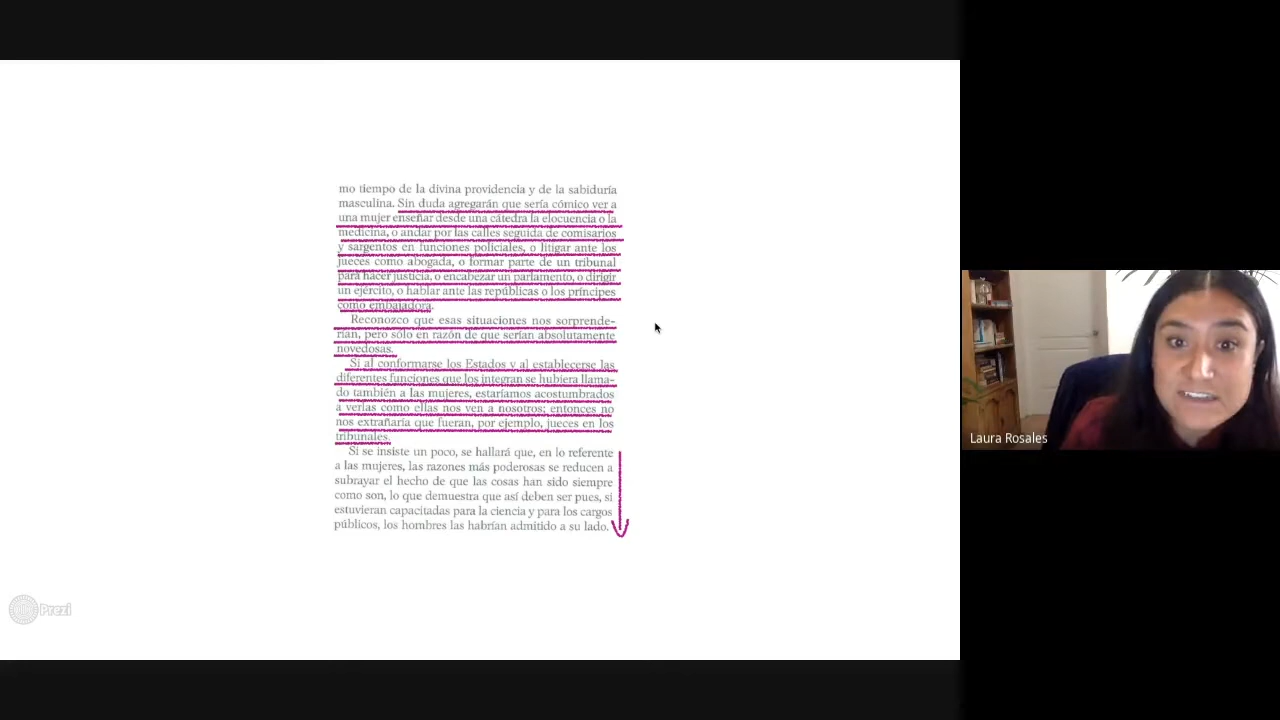 mo tiempo de la divina providencia y de la sabiduría
masculina. Sin duda agregarán que sería cómico ver a
una mujer enseñar desde una cátedra la elocuencia o la
medicina, o andar por las calles seguida de comisarios
y sargentos en funciones policiales, o litigar ante los
jueces como abogada, o formar parte de un tribunal
para hacer justicia, o encabezar un parlamento, o dirigir
un ejército, o hablar ante las repúblicas o los príncipes
como embajadora.
Reconozco que esas situaciones nos sorprende-
rían, pero sólo en razón de que serían absolutamente
novedosas.
Si al conformarse los Estados y al establecerse las
diferentes funciones que los integran se hubiera llama-
do también a las mujeres, estaríamos acostumbrados
a verlas como ellas nos ven a nosotros; entonces no
nos extrañaría que fueran, por ejemplo, jueces en los
tribunales.
Si se insiste un poco, se hallará que, en lo referente
a las mujeres, las razones más poderosas se reducen a
subrayar el hecho de que las cosas han sido siempre
como son, lo que demuestra que así deben ser pues, si
estuvieran capacitadas para la ciencia y para los cargos
públicos, los hombres las habrían admitido a su lado.
Laura Rosales
Prezi